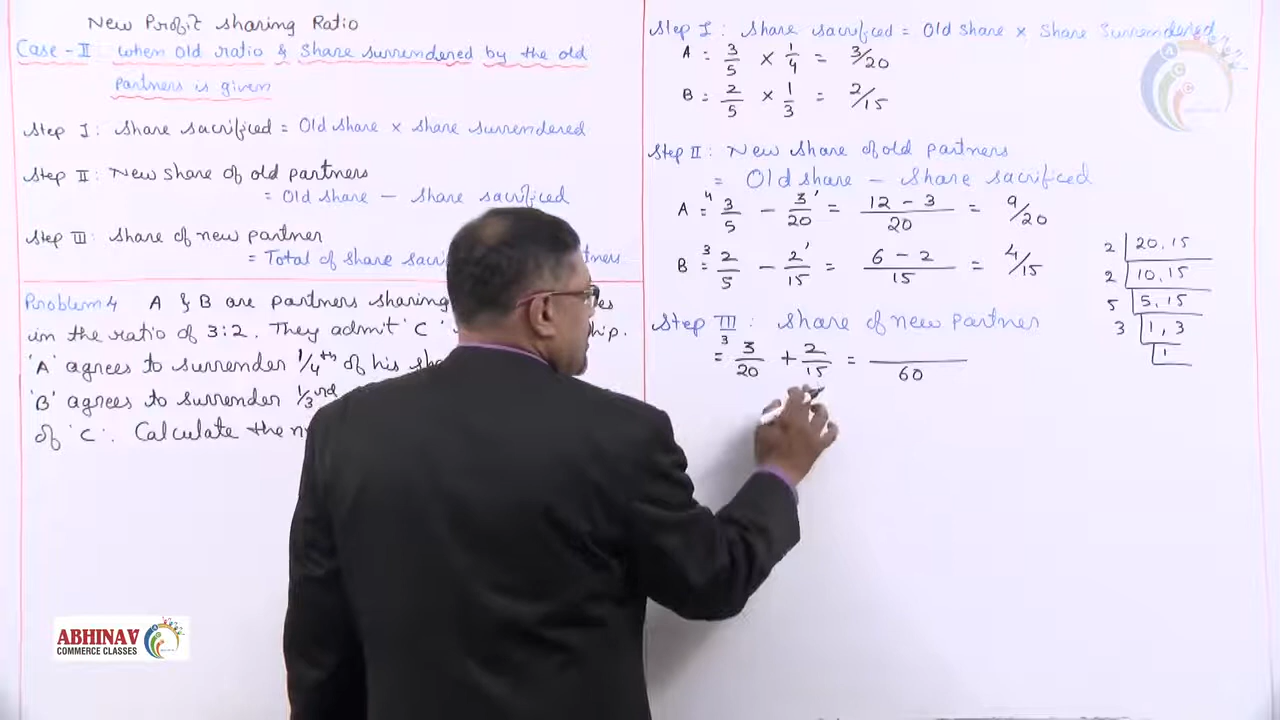 New Profit sharing Ratio
Case - II when Old ratio & Share surrendered by the old
Partners is given
Step I: Share sacrificed = Old share × share surrendered
Step II: New share of old partners
= Old share - Share sacrificed
Step III: Share of new partner
= Total of share
Problem 4 A & B are partners sharing
in the ratio of 3:2. They admit 'C'
'A' agrees to surrender 1/4th of his
'B' agrees to surrender 1/3rd
of 'C'. Calculate the
ABHINAV
COMMERCE CLASSES
Step I: Share sacrificed = Old share × Share Surrendered
A = 3/5 × 1/4 = 3/20
B = 2/5 × 1/3 = 2/15
Step II: New share of old partners
= Old share - Share sacrificed
A = 4 3/5 - 3 1/20 = 12 - 3/20 = 9/20
B = 3 2/5 - 2 1/15 = 6 - 2/15 = 4/15
Step III: Share of new partner
= 3 3/20 + 2/15 = /60
2 20, 15
2 10, 15
5 5, 15
3 1, 3
1